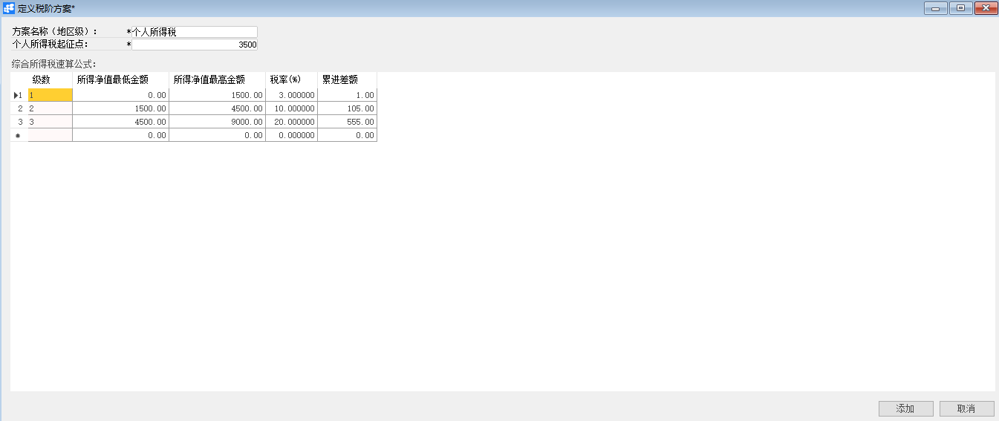 定义税阶方案*
方案名称（地区级）： *个人所得税
个人所得税起征点： *3500
综合所得税速算公式：
级数 所得净值最低金额 所得净值最高金额 税率(%) 累进差额
1 1 0.00 1500.00 3.000000 1.00
2 2 1500.00 4500.00 10.000000 105.00
3 3 4500.00 9000.00 20.000000 555.00
0.00 0.00 0.000000 0.00
添加 取消